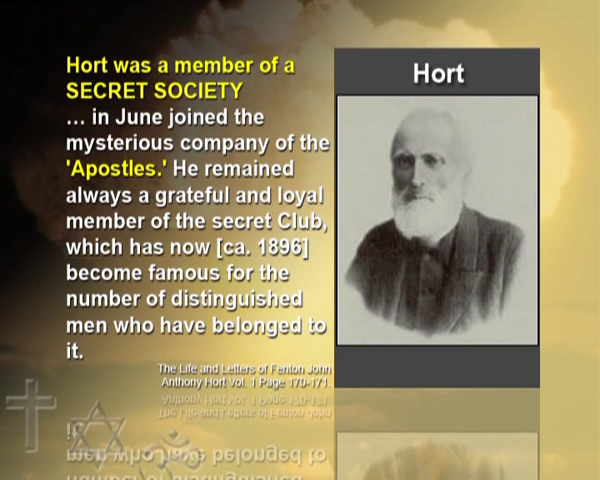 Hort was a member of a
SECRET SOCIETY
... in June joined the
mysterious company of the
'Apostles.' He remained
always a grateful and loyal
member of the secret Club,
which has now [ca. 1896]
become famous for the
number of distinguished
men who have belonged to
it.
The Life and Letters of Fenton John
Anthony Hort Vol. 1 Page 170-171.
Hort